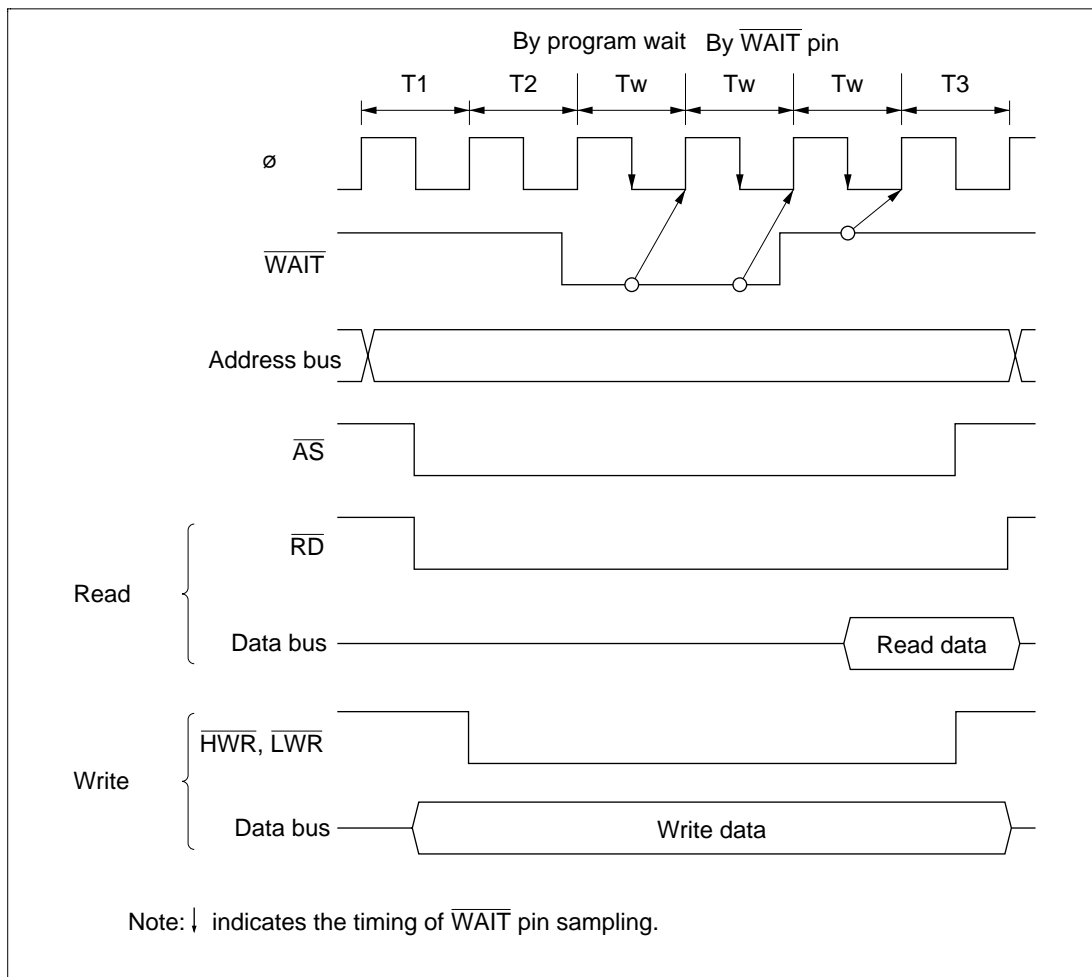 By program wait By WAIT pin
T1 T2 Tw Tw Tw T3
ø
WAIT
Address bus
AS
RD
Read
Data bus Read data
HWR, LWR
Write
Data bus Write data
Note: ↓ indicates the timing of WAIT pin sampling.